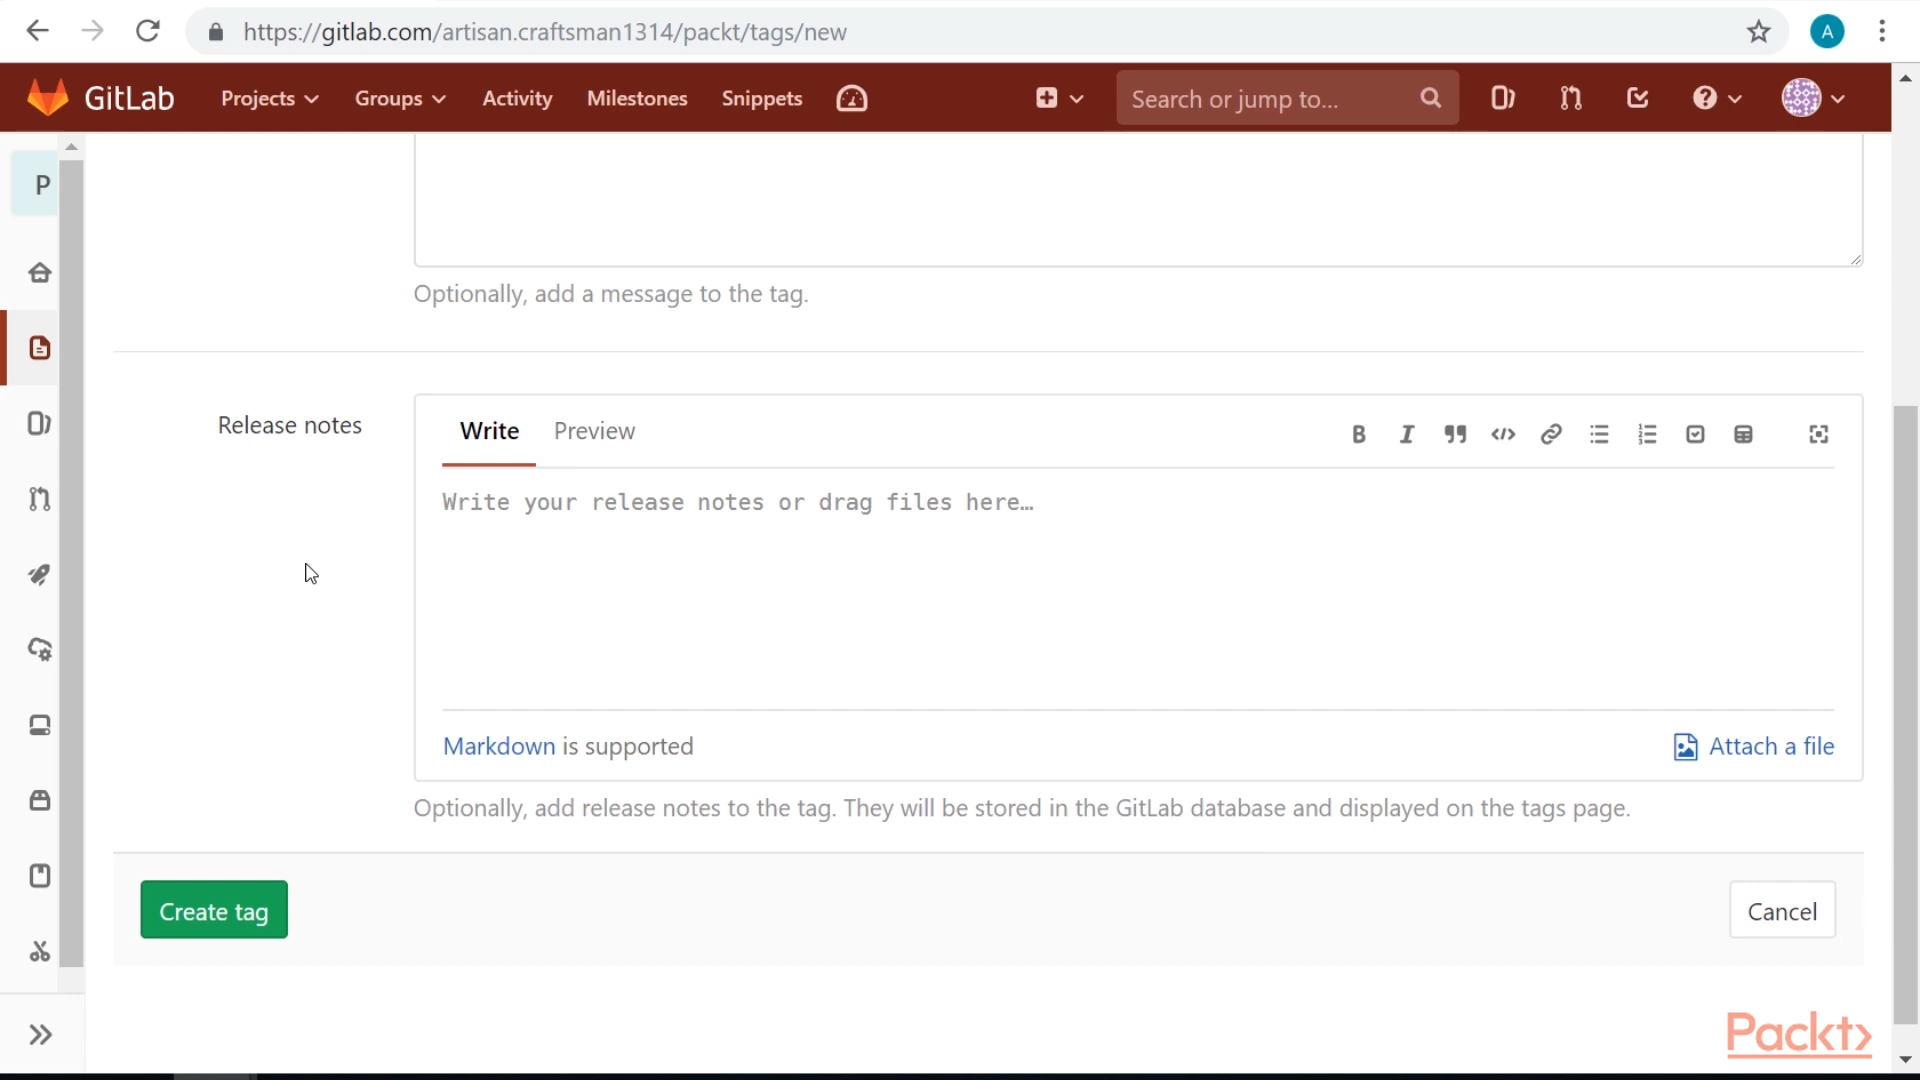 https://gitlab.com/artisan.craftsman1314/packt/tags/new
A
GitLab Projects Groups Activity Milestones Snippets Search or jump to...
P
Optionally, add a message to the tag.
Release notes
Write Preview
Write your release notes or drag files here…
Markdown is supported
Attach a file
Optionally, add release notes to the tag. They will be stored in the GitLab database and displayed on the tags page.
Create tag
Cancel
Packt>